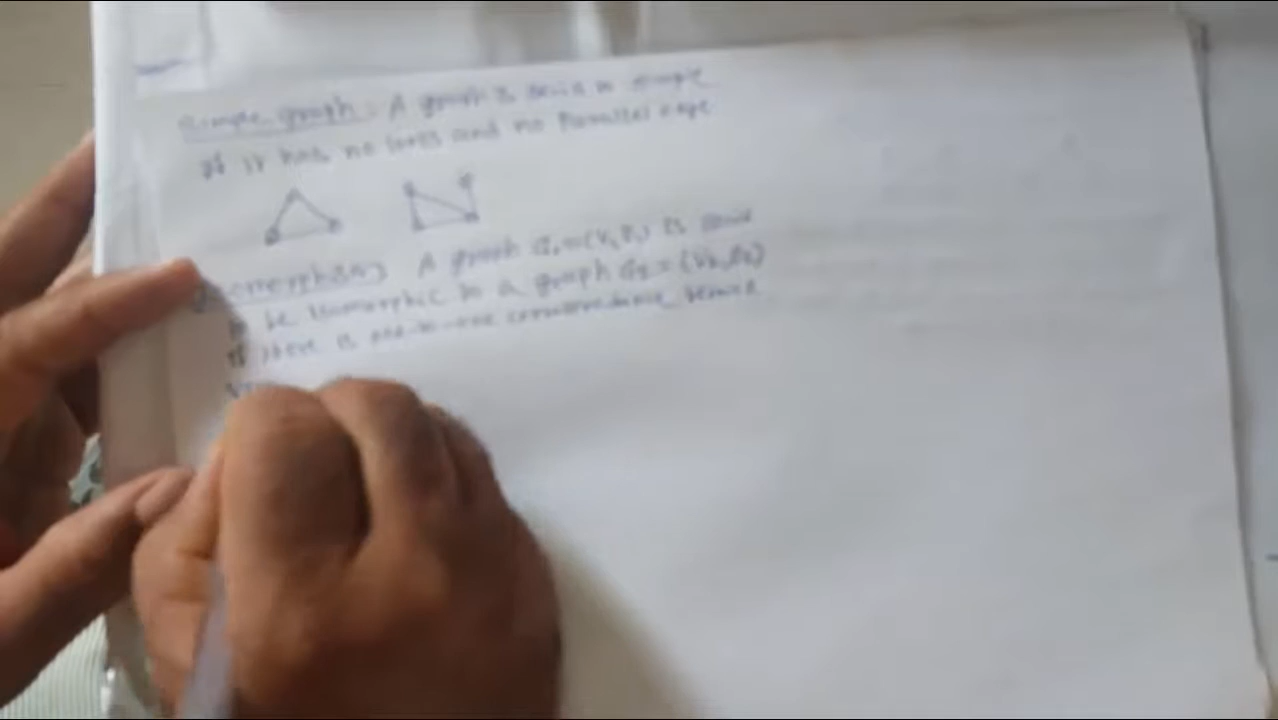 Simple graph: A graph is said to simple
if it has no loops and no Parallel edge
Isomorphism: A graph G₁=(V₁,E₁) is said
to be isomorphic to a graph G₂=(V₂,E₂)
if there is one-to-one correspondence